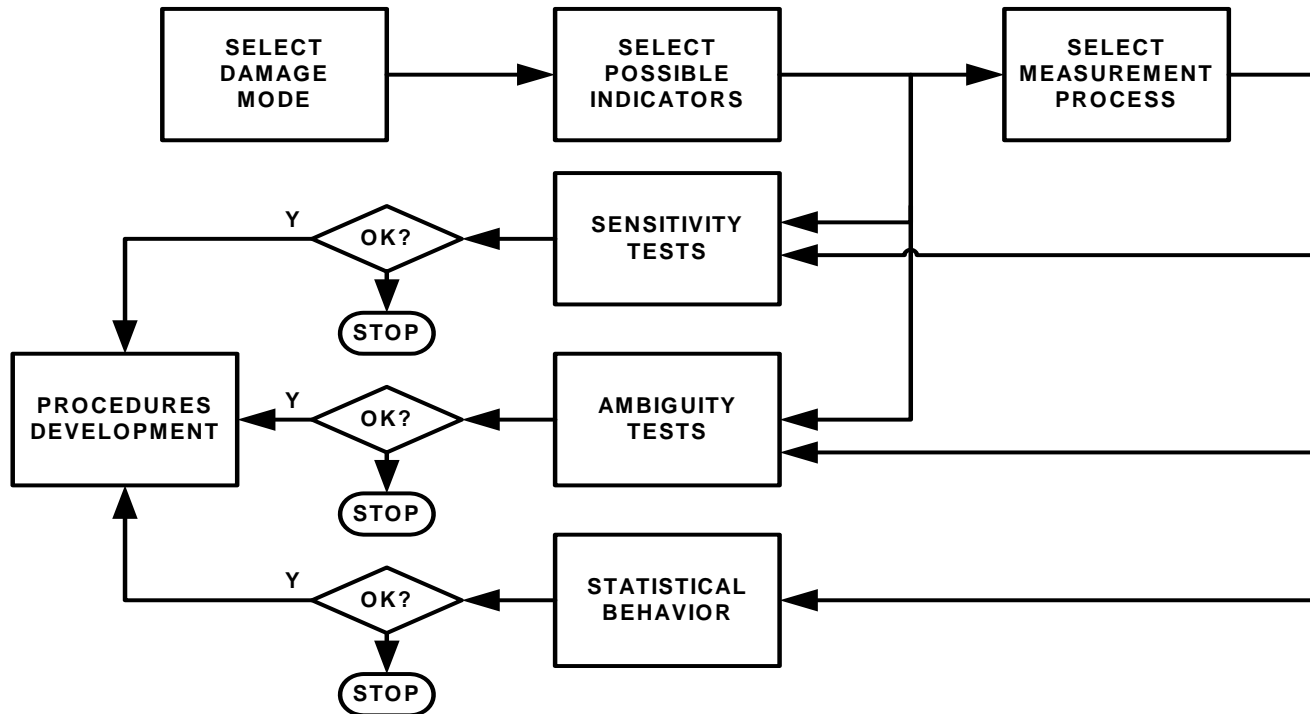 SELECT
DAMAGE
MODE
SELECT
POSSIBLE
INDICATORS
SELECT
MEASUREMENT
PROCESS
Y
OK?
SENSITIVITY
TESTS
STOP
PROCEDURES
DEVELOPMENT
Y
OK?
AMBIGUITY
TESTS
STOP
Y
OK?
STATISTICAL
BEHAVIOR
STOP